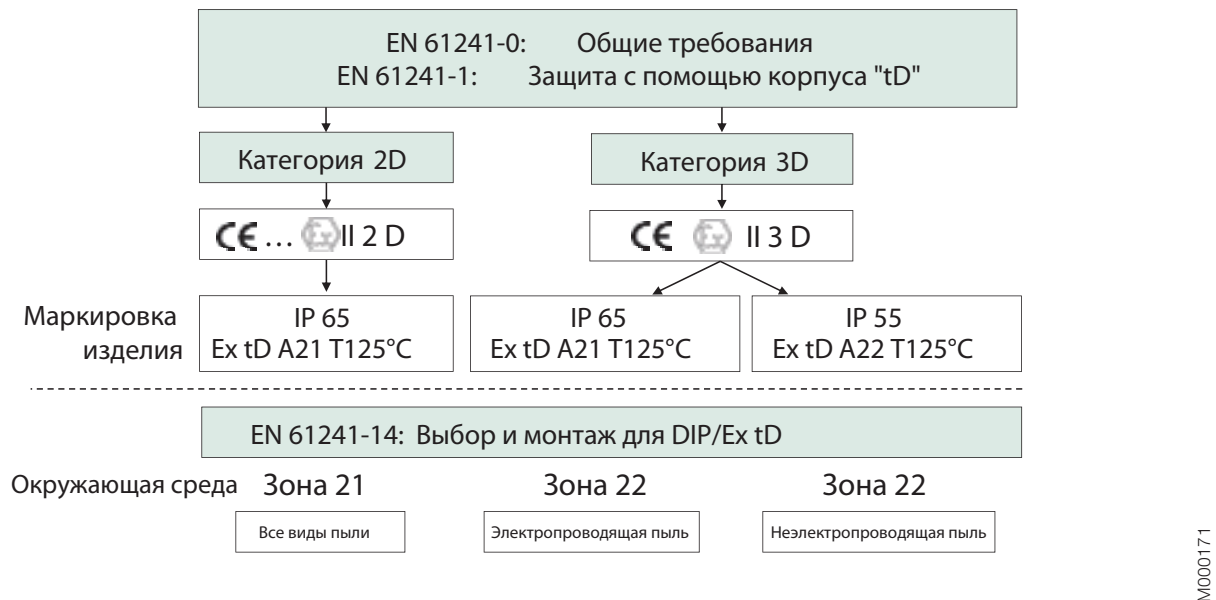 EN 61241-0: Общие требования
EN 61241-1: Защита с помощью корпуса "tD"
Категория 2D
Категория 3D
CE … Ex II 2 D
CE Ex II 3 D
Маркировка
изделия
IP 65
Ex tD A21 T125°C
IP 65
Ex tD A21 T125°C
IP 55
Ex tD A22 T125°C
EN 61241-14: Выбор и монтаж для DIP/Ex tD
Окружающая среда
Зона 21
Зона 22
Зона 22
Все виды пыли
Электропроводящая пыль
Неэлектропроводящая пыль
M000171